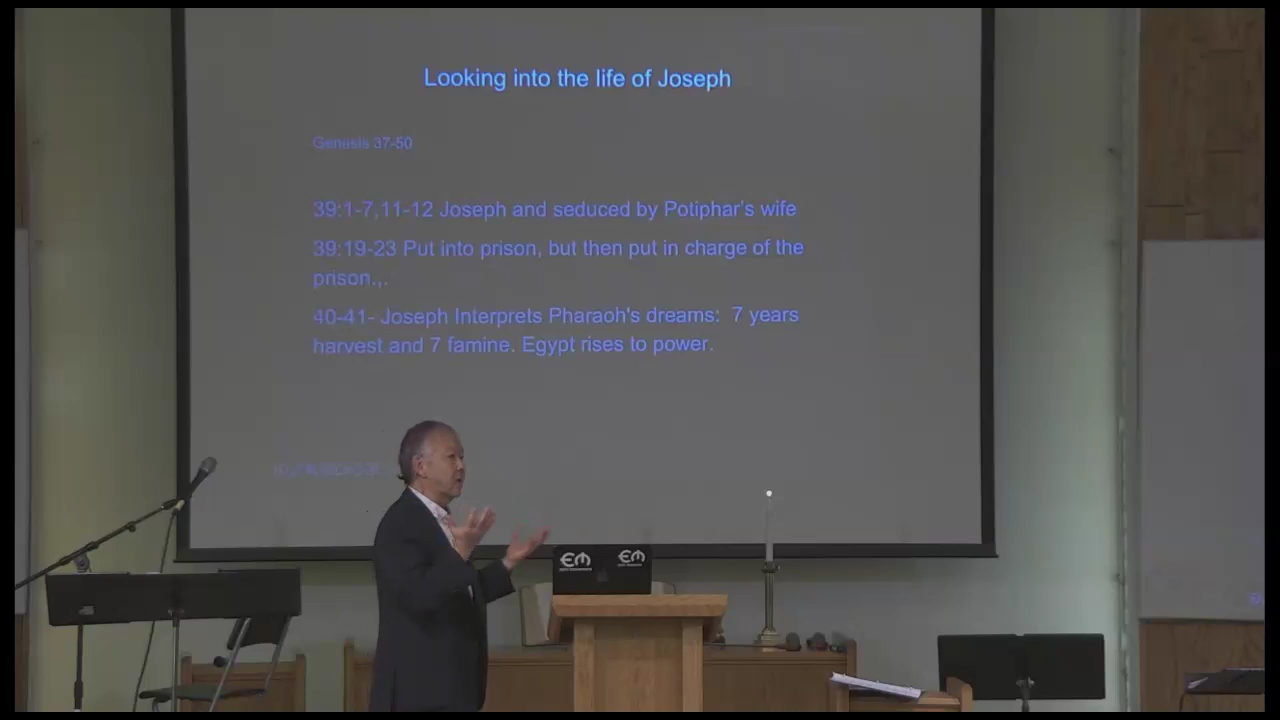 Looking into the life of Joseph
Genesis 37-50
39:1-7,11-12 Joseph and seduced by Potiphar's wife
39:19-23 Put into prison, but then put in charge of the
prison.,.
40-41- Joseph Interprets Pharaoh's dreams:  7 years
harvest and 7 famine. Egypt rises to power.
EM EM